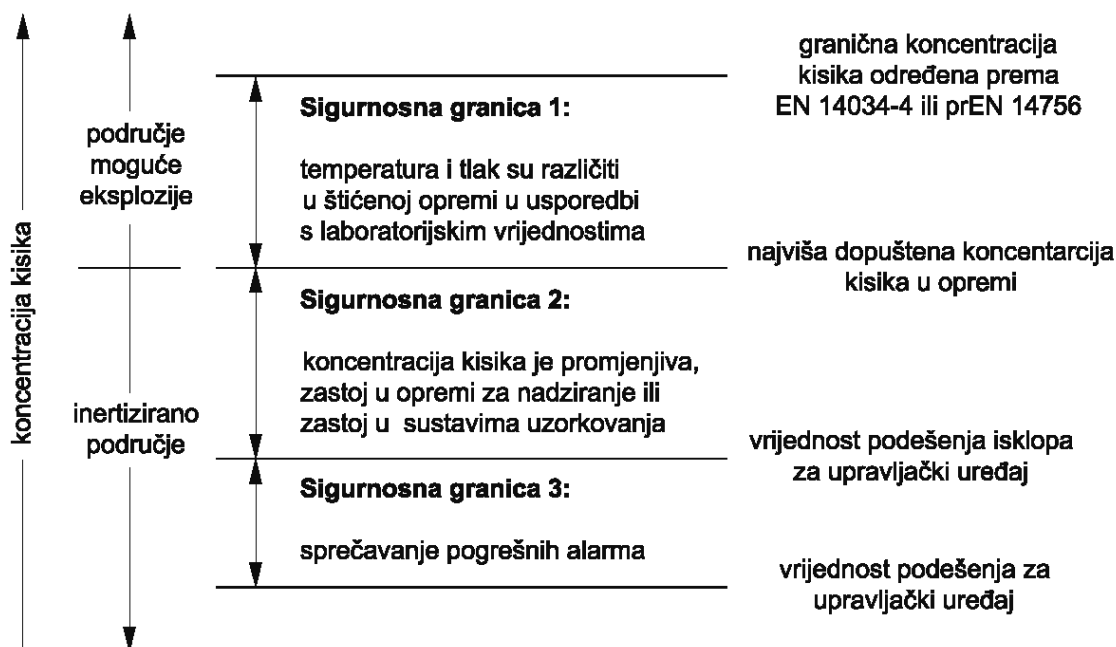 koncentracija kisika
područje
moguće
eksplozije
inertizirano
područje
Sigurnosna granica 1:
temperatura i tlak su različiti
u štićenoj opremi u usporedbi
s laboratorijskim vrijednostima
Sigurnosna granica 2:
koncentracija kisika je promjenjiva,
zastoj u opremi za nadziranje ili
zastoj u sustavima uzorkovanja
Sigurnosna granica 3:
sprečavanje pogrešnih alarma
granična koncentracija
kisika određena prema
EN 14034-4 ili prEN 14756
najviša dopuštena koncentarcija
kisika u opremi
vrijednost podešenja isklopa
za upravljački uređaj
vrijednost podešenja za
upravljački uređaj